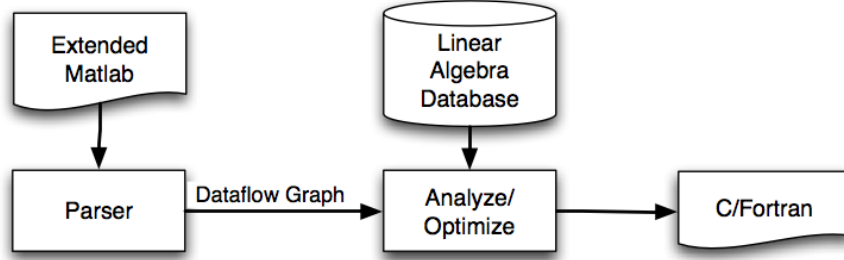 Extended
Matlab
Linear
Algebra
Database
Parser
Dataflow Graph
Analyze/
Optimize
C/Fortran